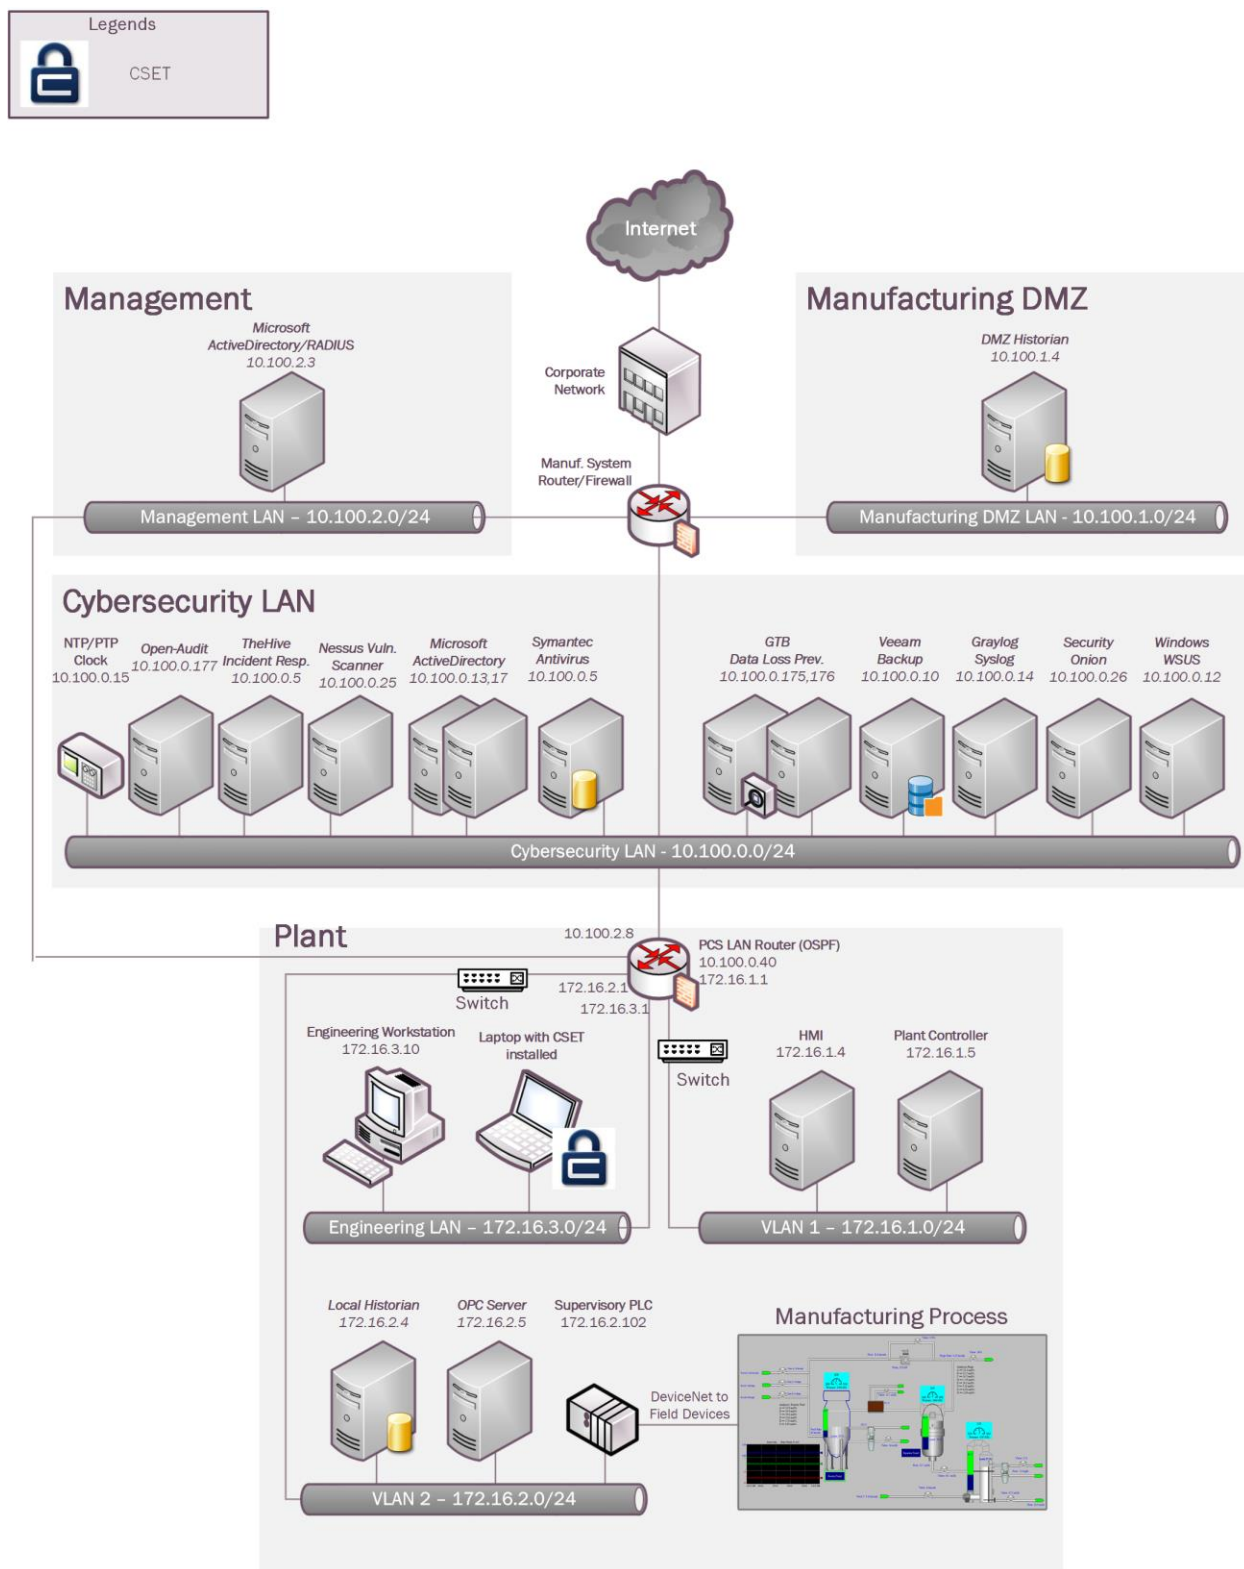 Legends
CSET
Internet
Management
Microsoft
ActiveDirectory/RADIUS
10.100.2.3
Management LAN – 10.100.2.0/24
Corporate
Network
Manuf. System
Router/Firewall
Manufacturing DMZ
DMZ Historian
10.100.1.4
Manufacturing DMZ LAN - 10.100.1.0/24
Cybersecurity LAN
NTP/PTP
Clock
10.100.0.15
Open-Audit
10.100.0.177
TheHive
Incident Resp.
10.100.0.5
Nessus Vuln.
Scanner
10.100.0.25
Microsoft
ActiveDirectory
10.100.0.13,17
Symantec
Antivirus
10.100.0.5
GTB
Data Loss Prev.
10.100.0.175,176
Veeam
Backup
10.100.0.10
Graylog
Syslog
10.100.0.14
Security
Onion
10.100.0.26
Windows
WSUS
10.100.0.12
Cybersecurity LAN - 10.100.0.0/24
Plant
10.100.2.8
PCS LAN Router (OSPF)
10.100.0.40
172.16.1.1
172.16.2.1
172.16.3.1
Switch
Switch
Engineering Workstation
172.16.3.10
Laptop with CSET
installed
HMI
172.16.1.4
Plant Controller
172.16.1.5
Engineering LAN – 172.16.3.0/24
VLAN 1 – 172.16.1.0/24
Local Historian
172.16.2.4
OPC Server
172.16.2.5
Supervisory PLC
172.16.2.102
Manufacturing Process
DeviceNet to
Field Devices
VLAN 2 – 172.16.2.0/24